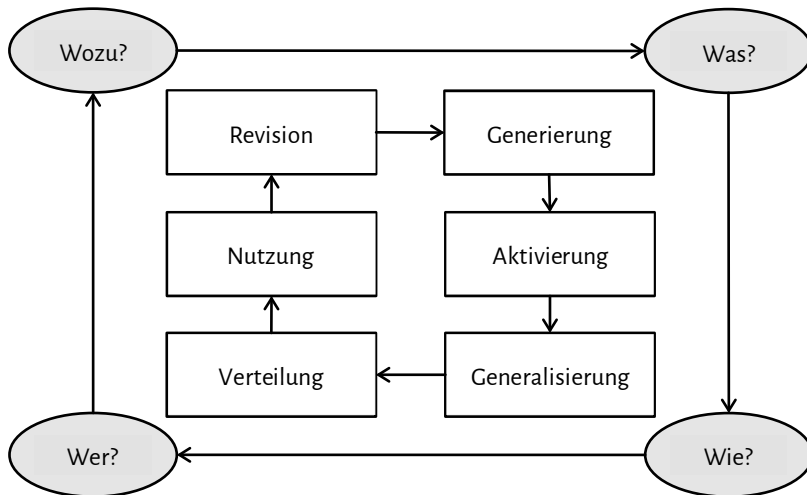 Wozu?
Was?
Revision
Generierung
Nutzung
Aktivierung
Verteilung
Generalisierung
Wer?
Wie?